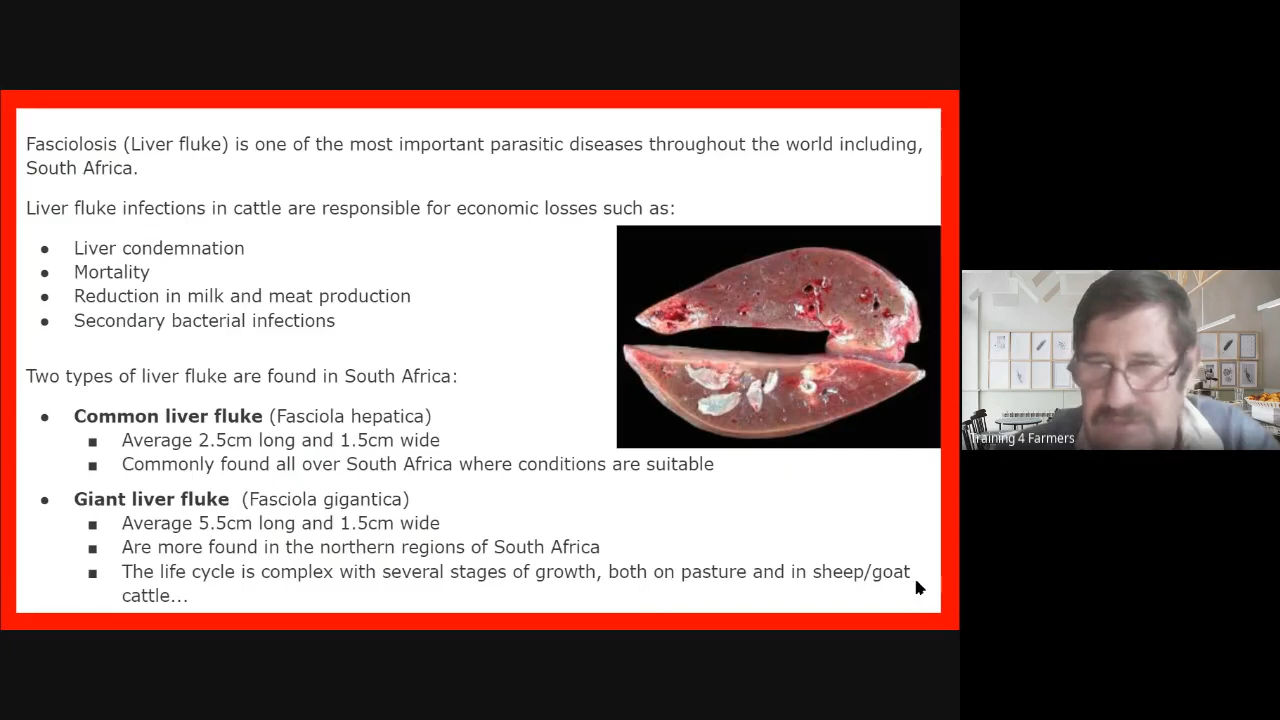 Fasciolosis (Liver fluke) is one of the most important parasitic diseases throughout the world including,
South Africa.
Liver fluke infections in cattle are responsible for economic losses such as:
● Liver condemnation
● Mortality
● Reduction in milk and meat production
● Secondary bacterial infections
Two types of liver fluke are found in South Africa:
● Common liver fluke (Fasciola hepatica)
■ Average 2.5cm long and 1.5cm wide
■ Commonly found all over South Africa where conditions are suitable
● Giant liver fluke (Fasciola gigantica)
■ Average 5.5cm long and 1.5cm wide
■ Are more found in the northern regions of South Africa
■ The life cycle is complex with several stages of growth, both on pasture and in sheep/goat
cattle...
Training 4 Farmers